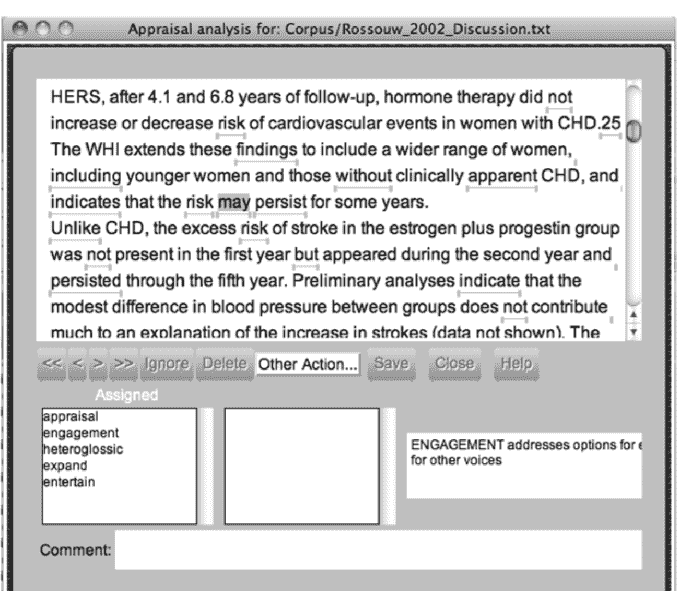 Appraisal analysis for: Corpus/Rossouw_2002_Discussion.txt
HERS, after 4.1 and 6.8 years of follow-up, hormone therapy did not
increase or decrease risk of cardiovascular events in women with CHD.25
The WHI extends these findings to include a wider range of women,
including younger women and those without clinically apparent CHD, and
indicates that the risk may persist for some years.
Unlike CHD, the excess risk of stroke in the estrogen plus progestin group
was not present in the first year but appeared during the second year and
persisted through the fifth year. Preliminary analyses indicate that the
modest difference in blood pressure between groups does not contribute
much to an explanation of the increase in strokes (data not shown). The
<< < > >> Ignore Delete Other Action... Save Close Help
Assigned
appraisal
engagement
heteroglossic
expand
entertain
ENGAGEMENT addresses options for
for other voices
Comment: